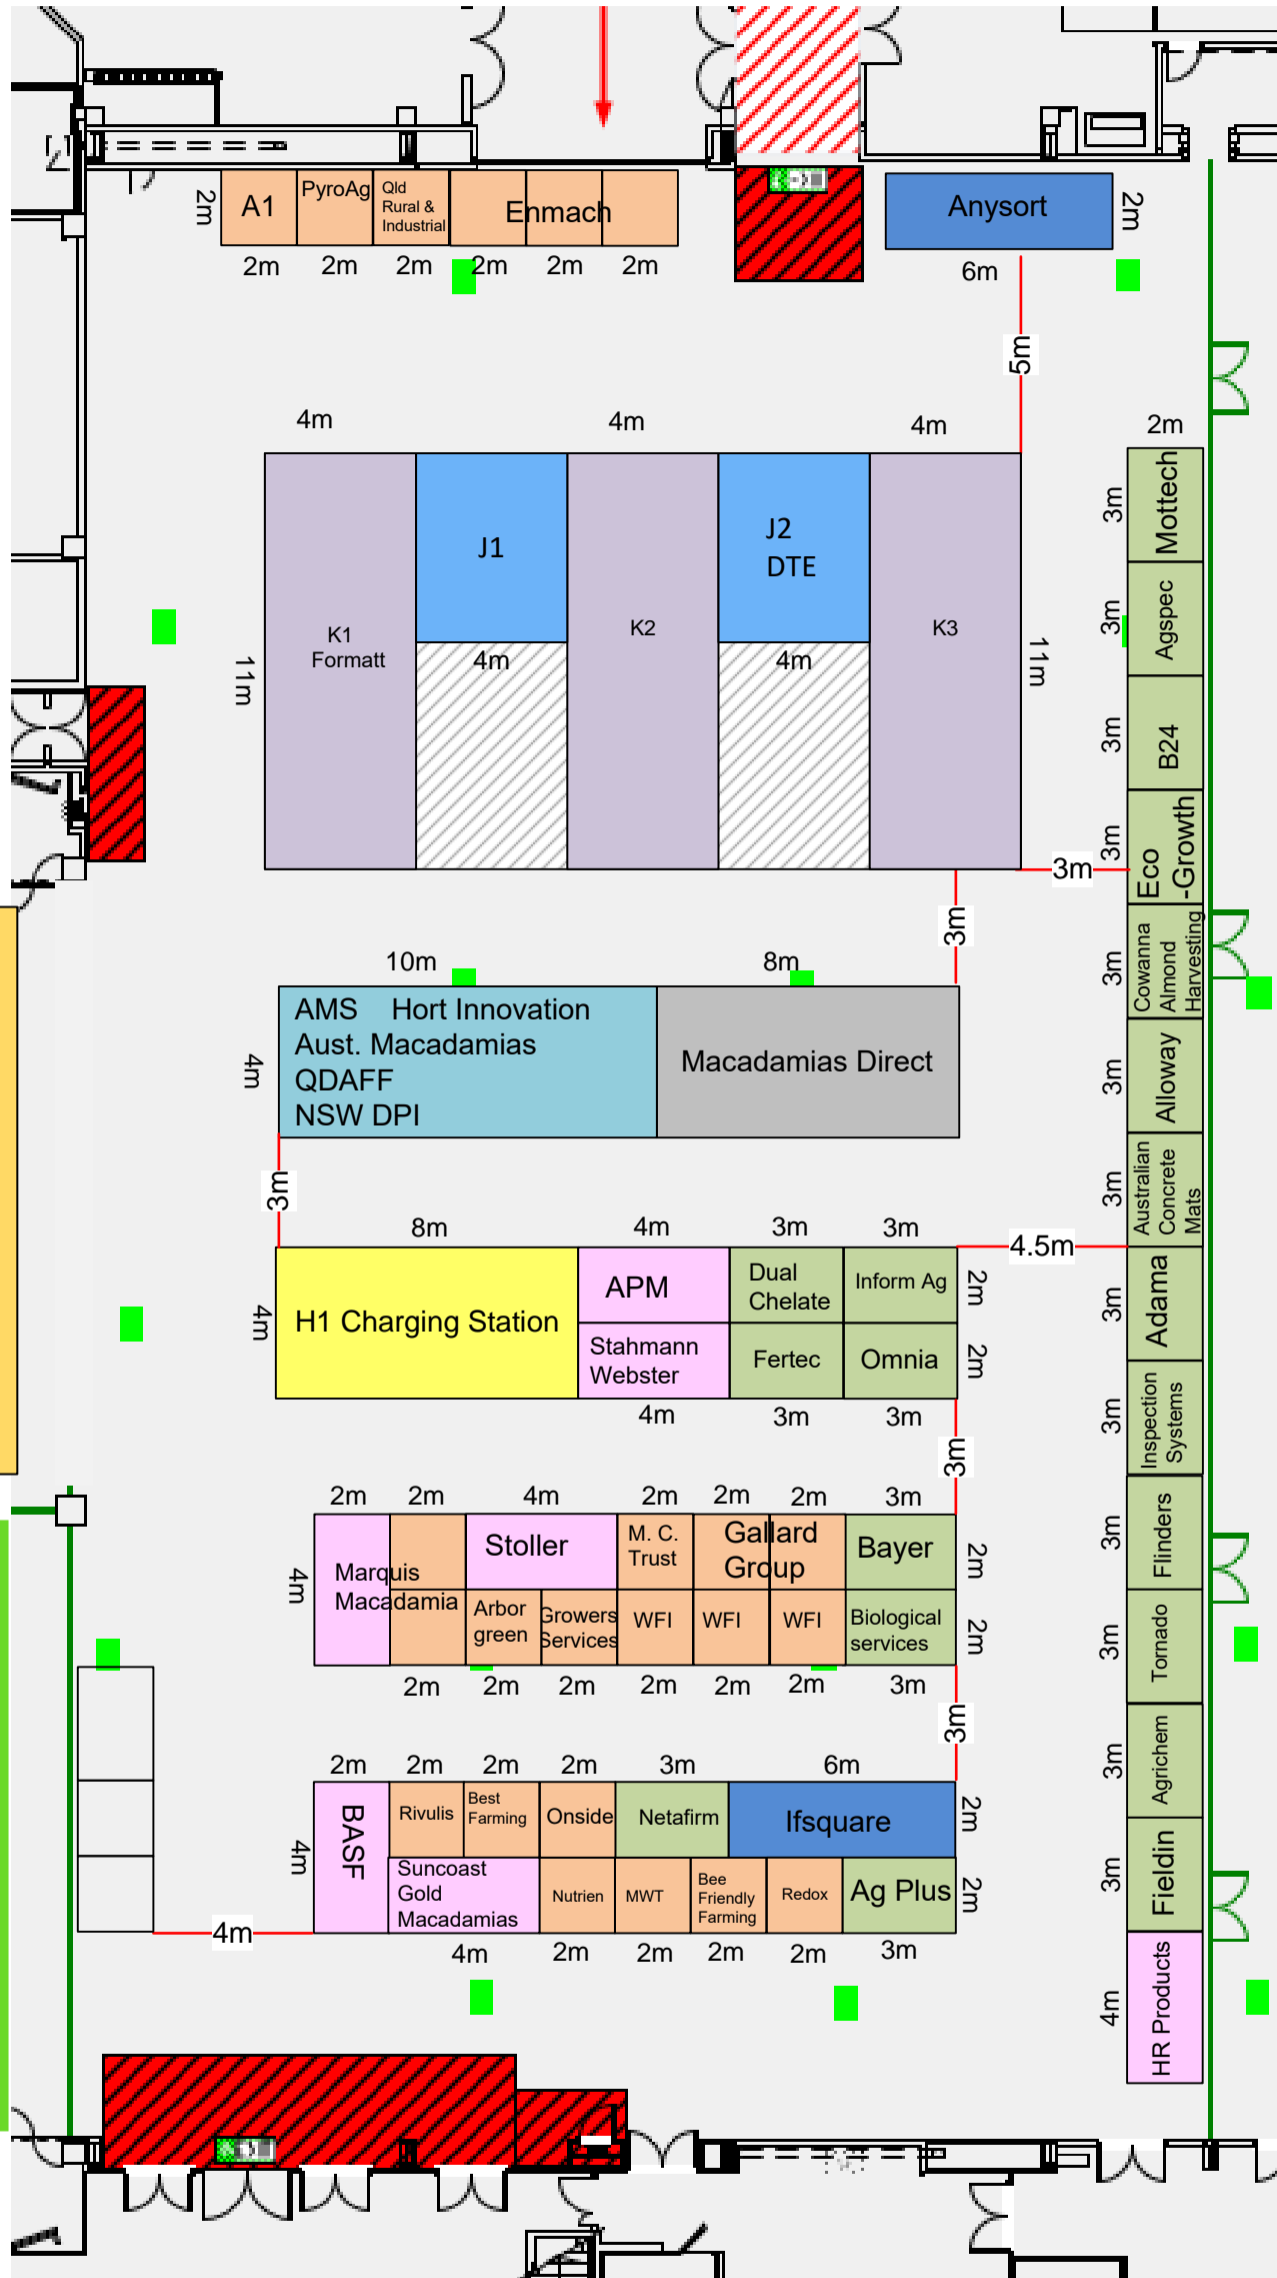 2m
A1
PyroAg
Qld
Rural &
Industrial
Enmach
Anysort
2m
2m
2m
2m
2m
2m
2m
6m
5m
4m
4m
4m
2m
K1
Formatt
J1
K2
J2
DTE
K3
4m
4m
11m
11m
3m
Mottech
3m
Agspec
3m
B24
3m
Eco
-Growth
3m
3m
10m
8m
4m
AMS Hort Innovation
Aust. Macadamias
QDAFF
NSW DPI
Macadamias Direct
3m
Cowanna
Almond
Harvesting
3m
Alloway
3m
Australian
Concrete
Mats
3m
8m
4m
3m
3m
4.5m
4m
H1 Charging Station
APM
Dual
Chelate
Inform Ag
2m
Stahmann
Webster
Fertec
Omnia
2m
4m
3m
3m
3m
Adama
3m
Inspection
Systems
3m
2m
2m
4m
2m
2m
2m
3m
4m
Marquis
Macadamia
Stoller
M. C.
Trust
Gallard
Group
Bayer
2m
Arbor
green
Growers
Services
WFI
WFI
WFI
Biological
services
2m
2m
2m
2m
2m
2m
2m
3m
3m
Flinders
3m
Tornado
3m
3m
Agrichem
2m
2m
2m
2m
3m
6m
4m
BASF
Rivulis
Best
Farming
Onside
Netafirm
Ifsquare
2m
Suncoast
Gold
Macadamias
Nutrien
MWT
Bee
Friendly
Farming
Redox
Ag Plus
2m
4m
4m
2m
2m
2m
2m
3m
3m
Fieldin
4m
HR Products